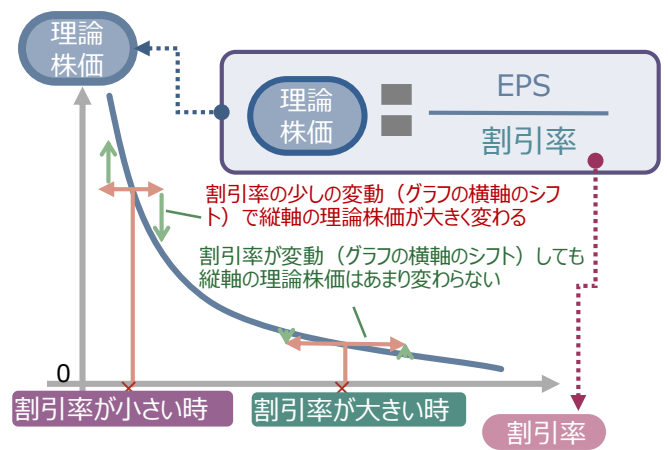 理論
株価
理論
株価
EPS
割引率
割引率の少しの変動（グラフの横軸のシフ
ト）で縦軸の理論株価が大きく変わる
割引率が変動（グラフの横軸のシフト）しても
縦軸の理論株価はあまり変わらない
0
割引率が小さい時
割引率が大きい時
割引率